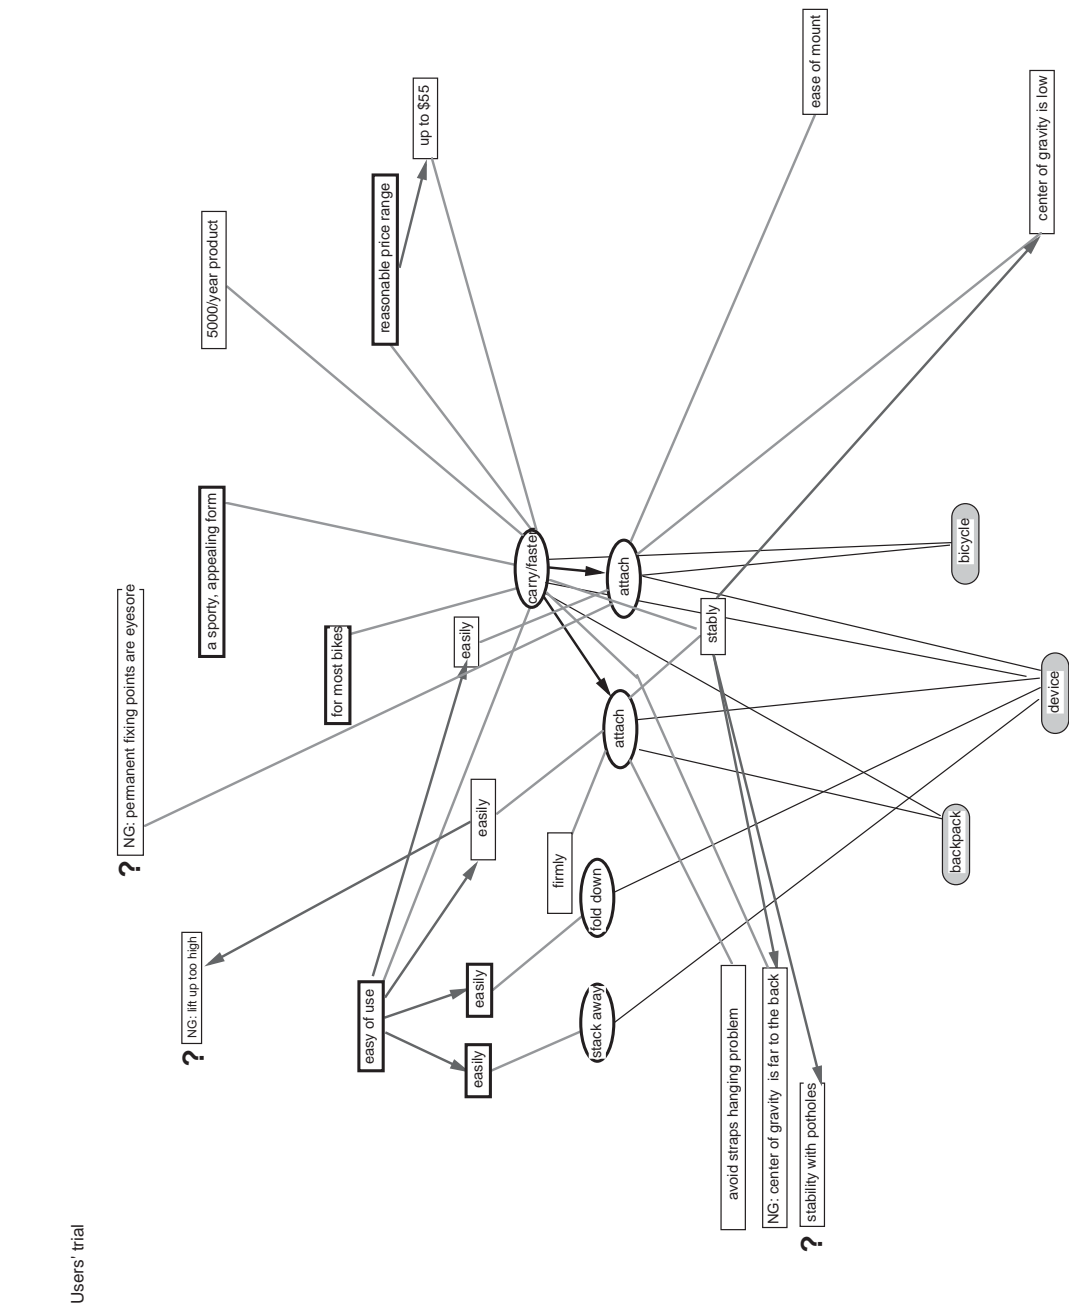 Users' trial
? NG: permanent fixing points are eyesore
? NG: lift up too high
a sporty, appealing form
5000/year product
for most bikes
easy of use
reasonable price range
up to $55
easily
easily
easily
easily
carry/faste
firmly
stack away
fold down
attach
attach
stably
avoid straps hanging problem
NG: center of gravity is far to the back
? stability with potholes
ease of mount
backpack
bicycle
device
center of gravity is low